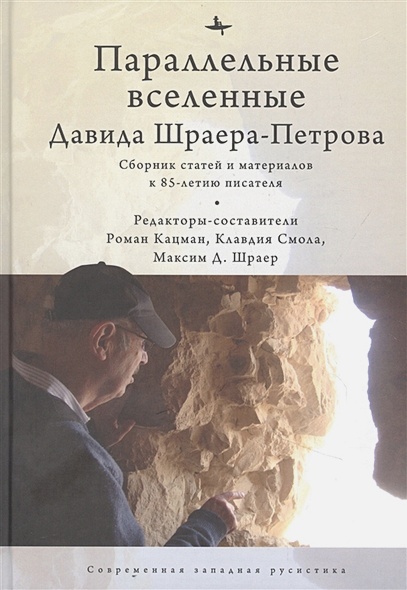 Параллельные
вселенные
Давида Шраера-Петрова
Сборник статей и материалов
к 85-летию писателя
•
Редакторы-составители
Роман Кацман, Клавдия Смола,
Максим Д. Шраер
Современная западная русистика